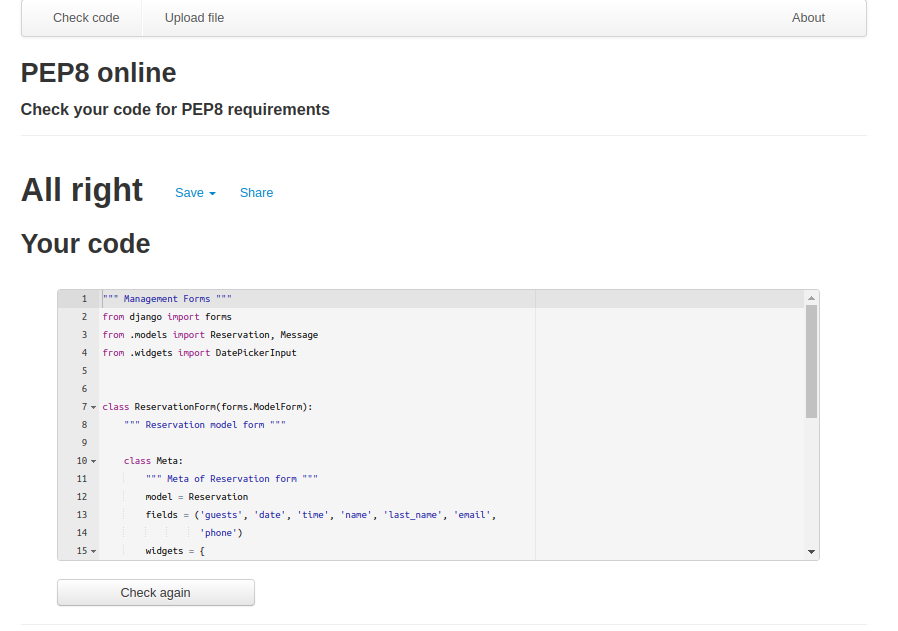 Check code Upload file About
PEP8 online
Check your code for PEP8 requirements
All right Save Share
Your code
1 """ Management Forms """
2 from django import forms
3 from .models import Reservation, Message
4 from .widgets import DatePickerInput
5
6
7 class ReservationForm(forms.ModelForm):
8     """ Reservation model form """
9
10     class Meta:
11         """ Meta of Reservation form """
12         model = Reservation
13         fields = ('guests', 'date', 'time', 'name', 'last_name', 'email',
14                   'phone')
15         widgets = {
Check again